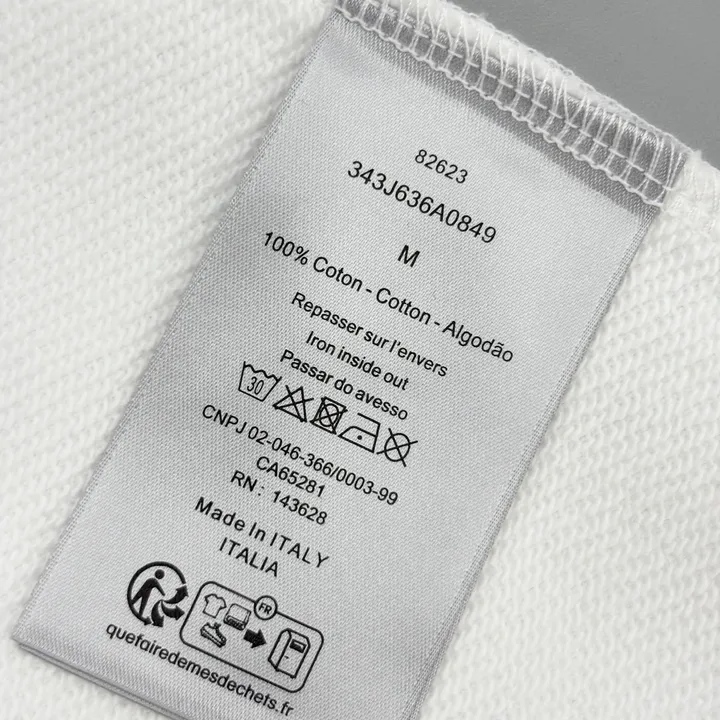 82623
343J636A0849
M
100% Coton - Cotton - Algodão
Repasser sur l'envers
Iron inside out
Passar do avesso
30
CNPJ 02-046-366/0003-99
CA65281
RN: 143628
Made In ITALY
ITALIA
FR
quefairedemesdechets.fr